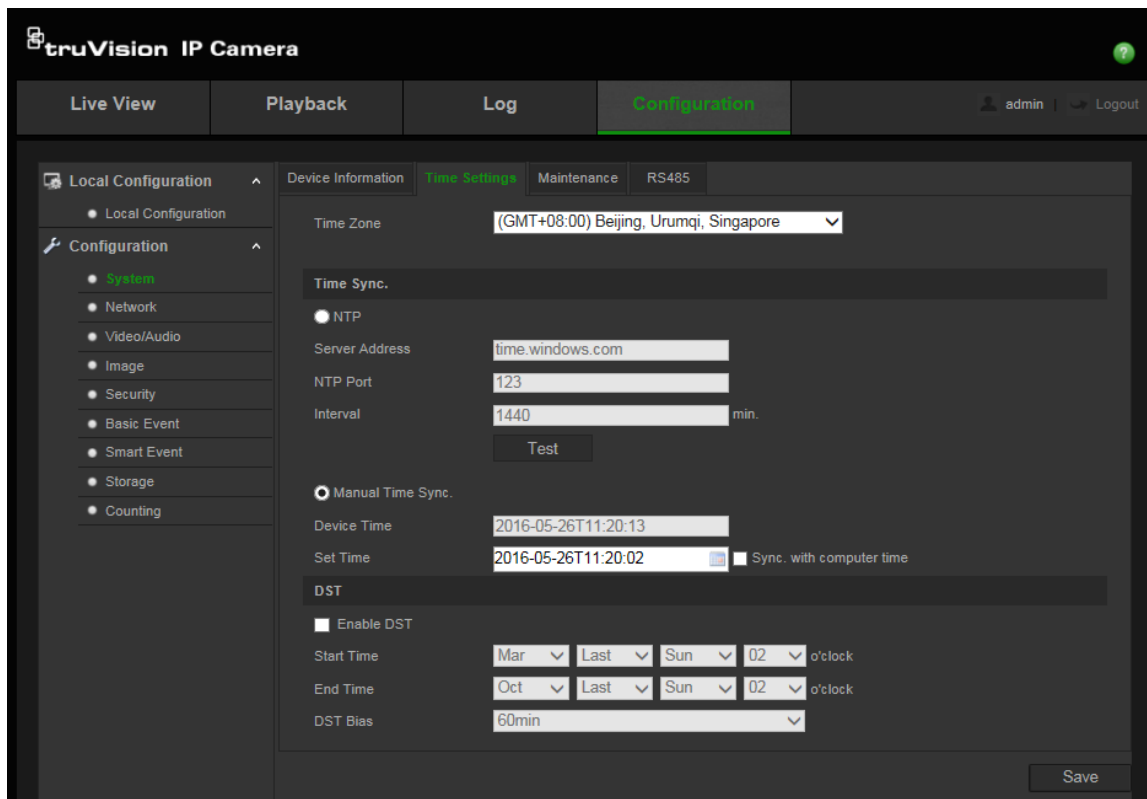 truVision IP Camera
?
Live View Playback Log Configuration admin | Logout
Local Configuration
Local Configuration
Configuration
System
Network
Video/Audio
Image
Security
Basic Event
Smart Event
Storage
Counting
Device Information Time Settings Maintenance RS485
Time Zone (GMT+08:00) Beijing, Urumqi, Singapore
Time Sync.
NTP
Server Address time.windows.com
NTP Port 123
Interval 1440 min.
Test
Manual Time Sync.
Device Time 2016-05-26T11:20:13
Set Time 2016-05-26T11:20:02 Sync. with computer time
DST
Enable DST
Start Time Mar Last Sun 02 o'clock
End Time Oct Last Sun 02 o'clock
DST Bias 60min
Save